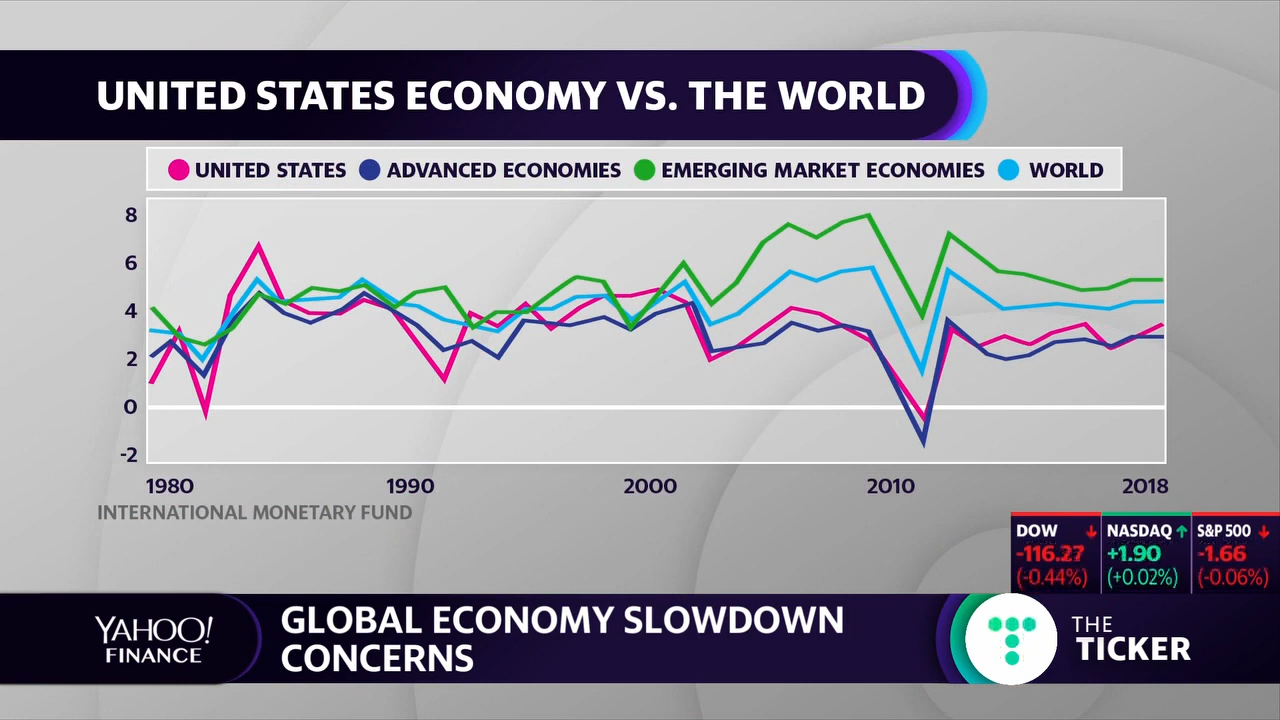 UNITED STATES ECONOMY VS. THE WORLD
UNITED STATES ADVANCED ECONOMIES EMERGING MARKET ECONOMIES WORLD
8
6
4
2
0
-2
1980 1990 2000 2010 2018
INTERNATIONAL MONETARY FUND
DOW NASDAQ S&P 500
-116.27 +1.90 -1.66
(-0.44%) (+0.02%) (-0.06%)
YAHOO!
FINANCE
GLOBAL ECONOMY SLOWDOWN
CONCERNS
THE
TICKER